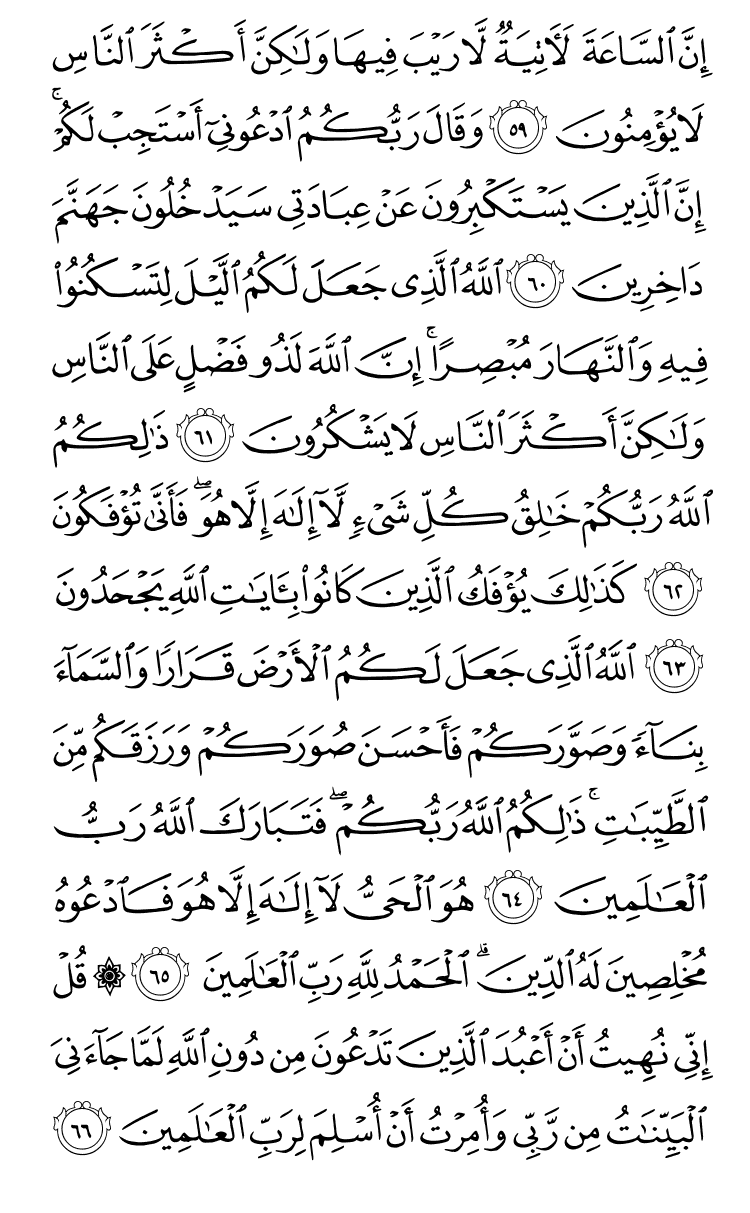 إِنَّ ٱلسَّاعَةَ لَـَٔاتِيَةٌ لَّا رَيْبَ فِيهَا وَلَـٰكِنَّ أَكْثَرَ ٱلنَّاسِ
لَا يُؤْمِنُونَ ٥٩ وَقَالَ رَبُّكُمُ ٱدْعُونِىٓ أَسْتَجِبْ لَكُمْ ۚ
إِنَّ ٱلَّذِينَ يَسْتَكْبِرُونَ عَنْ عِبَادَتِى سَيَدْخُلُونَ جَهَنَّمَ
دَاخِرِينَ ٦٠ ٱللَّهُ ٱلَّذِى جَعَلَ لَكُمُ ٱلَّيْلَ لِتَسْكُنُوا۟
فِيهِ وَٱلنَّهَارَ مُبْصِرًا ۚ إِنَّ ٱللَّهَ لَذُو فَضْلٍ عَلَى ٱلنَّاسِ
وَلَـٰكِنَّ أَكْثَرَ ٱلنَّاسِ لَا يَشْكُرُونَ ٦١ ذَٰلِكُمُ
ٱللَّهُ رَبُّكُمْ خَـٰلِقُ كُلِّ شَىْءٍ لَّآ إِلَـٰهَ إِلَّا هُوَ ۖ فَأَنَّىٰ تُؤْفَكُونَ
٦٢ كَذَٰلِكَ يُؤْفَكُ ٱلَّذِينَ كَانُوا۟ بِـَٔايَـٰتِ ٱللَّهِ يَجْحَدُونَ
٦٣ ٱللَّهُ ٱلَّذِى جَعَلَ لَكُمُ ٱلْأَرْضَ قَرَارًا وَٱلسَّمَآءَ
بِنَآءً وَصَوَّرَكُمْ فَأَحْسَنَ صُوَرَكُمْ وَرَزَقَكُم مِّنَ
ٱلطَّيِّبَـٰتِ ۚ ذَٰلِكُمُ ٱللَّهُ رَبُّكُمْ ۖ فَتَبَارَكَ ٱللَّهُ رَبُّ
ٱلْعَـٰلَمِينَ ٦٤ هُوَ ٱلْحَىُّ لَآ إِلَـٰهَ إِلَّا هُوَ فَٱدْعُوهُ
مُخْلِصِينَ لَهُ ٱلدِّينَ ۗ ٱلْحَمْدُ لِلَّهِ رَبِّ ٱلْعَـٰلَمِينَ ٦٥ ۞ قُلْ
إِنِّى نُهِيتُ أَنْ أَعْبُدَ ٱلَّذِينَ تَدْعُونَ مِن دُونِ ٱللَّهِ لَمَّا جَآءَنِىَ
ٱلْبَيِّنَـٰتُ مِن رَّبِّى وَأُمِرْتُ أَنْ أُسْلِمَ لِرَبِّ ٱلْعَـٰلَمِينَ ٦٦